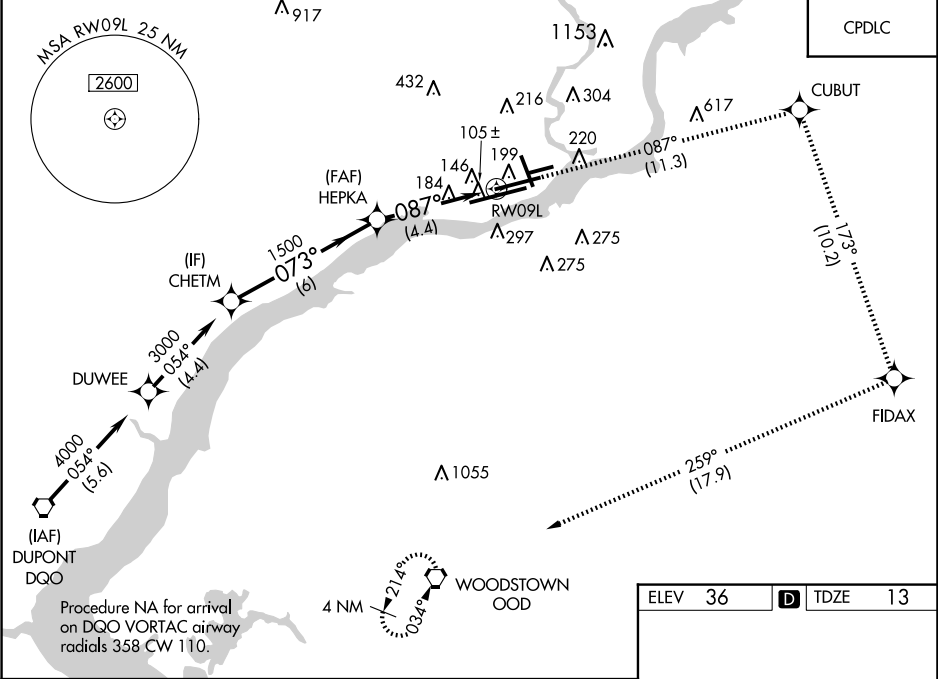 917
MSA RW09L 25 NM
2600
1153
CPDLC
432
216
304
617
CUBUT
105 ±
220
146
199
087°
(11.3)
(FAF)
HEPKA
184
087°
(4.4)
RW09L
297
275
275
173°
(10.2)
(IF)
CHETM
1500
073°
(6)
3000
054°
(4.4)
DUWEE
FIDAX
4000
054°
(5.6)
1055
259°
(17.9)
(IAF)
DUPONT
DQO
214°
034°
4 NM
WOODSTOWN
OOD
Procedure NA for arrival
on DQO VORTAC airway
radials 358 CW 110.
ELEV 36 D TDZE 13